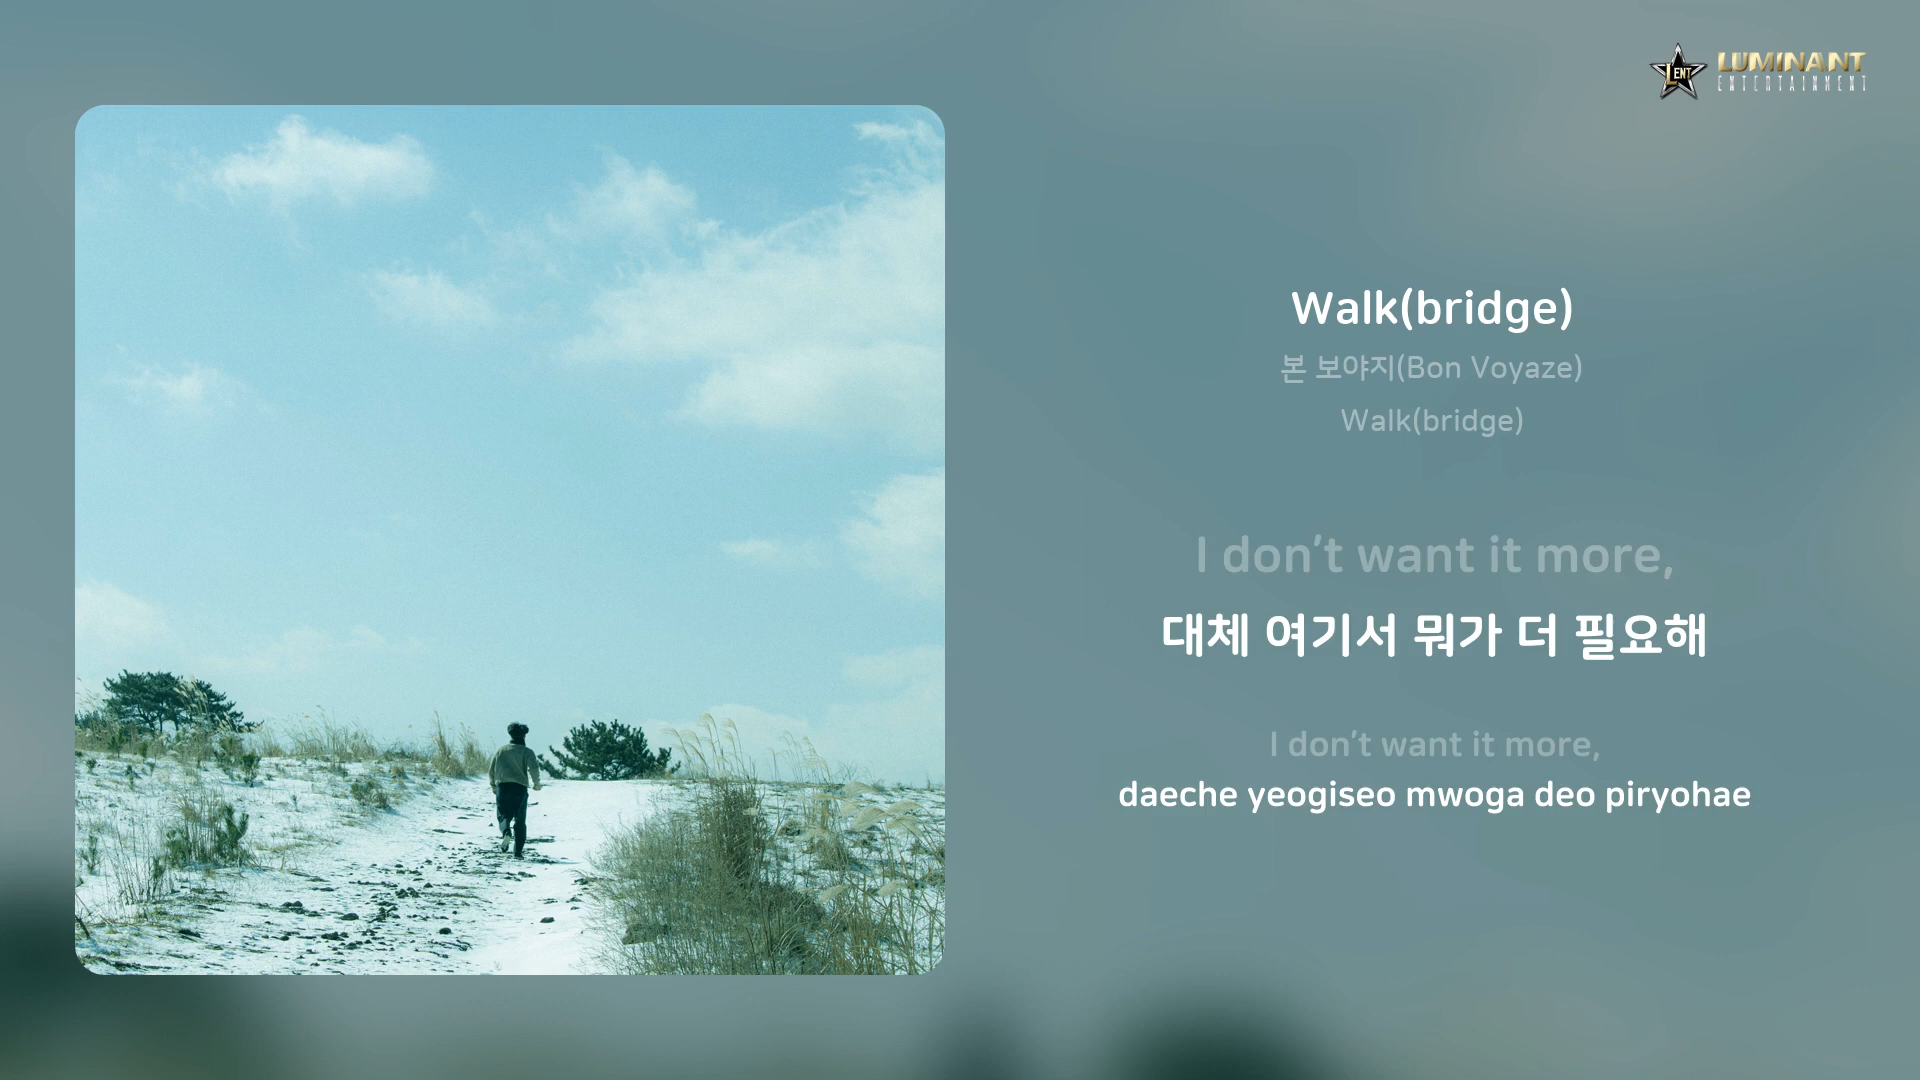 LENT
LUMINANT
ENTERTAINMENT
Walk(bridge)
본 보야지(Bon Voyaze)
Walk(bridge)
I don't want it more,
대체 여기서 뭐가 더 필요해
I don't want it more,
daeche yeogiseo mwoga deo piryohae